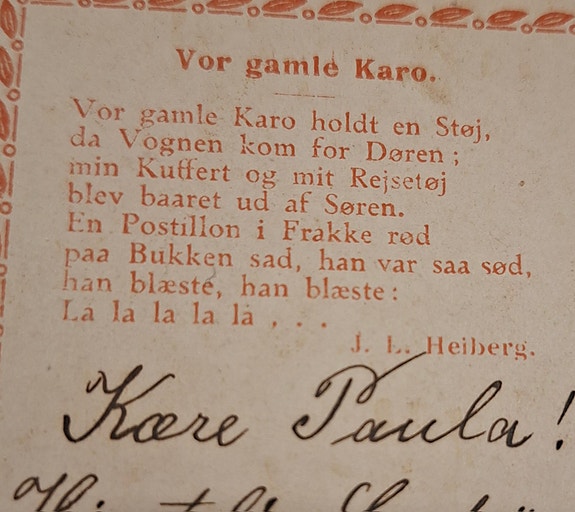 Vor gamle Karo.
Vor gamle Karo holdt en Støj,
da Vognen kom for Døren ;
min Kuffert og mit Rejsetøj
blev baaret ud af Søren.
En Postillon i Frakke rød
paa Bukken sad, han var saa sød,
han blæste, han blæste :
La la la la la , . .
J. L. Heiberg.
Kære Paula!